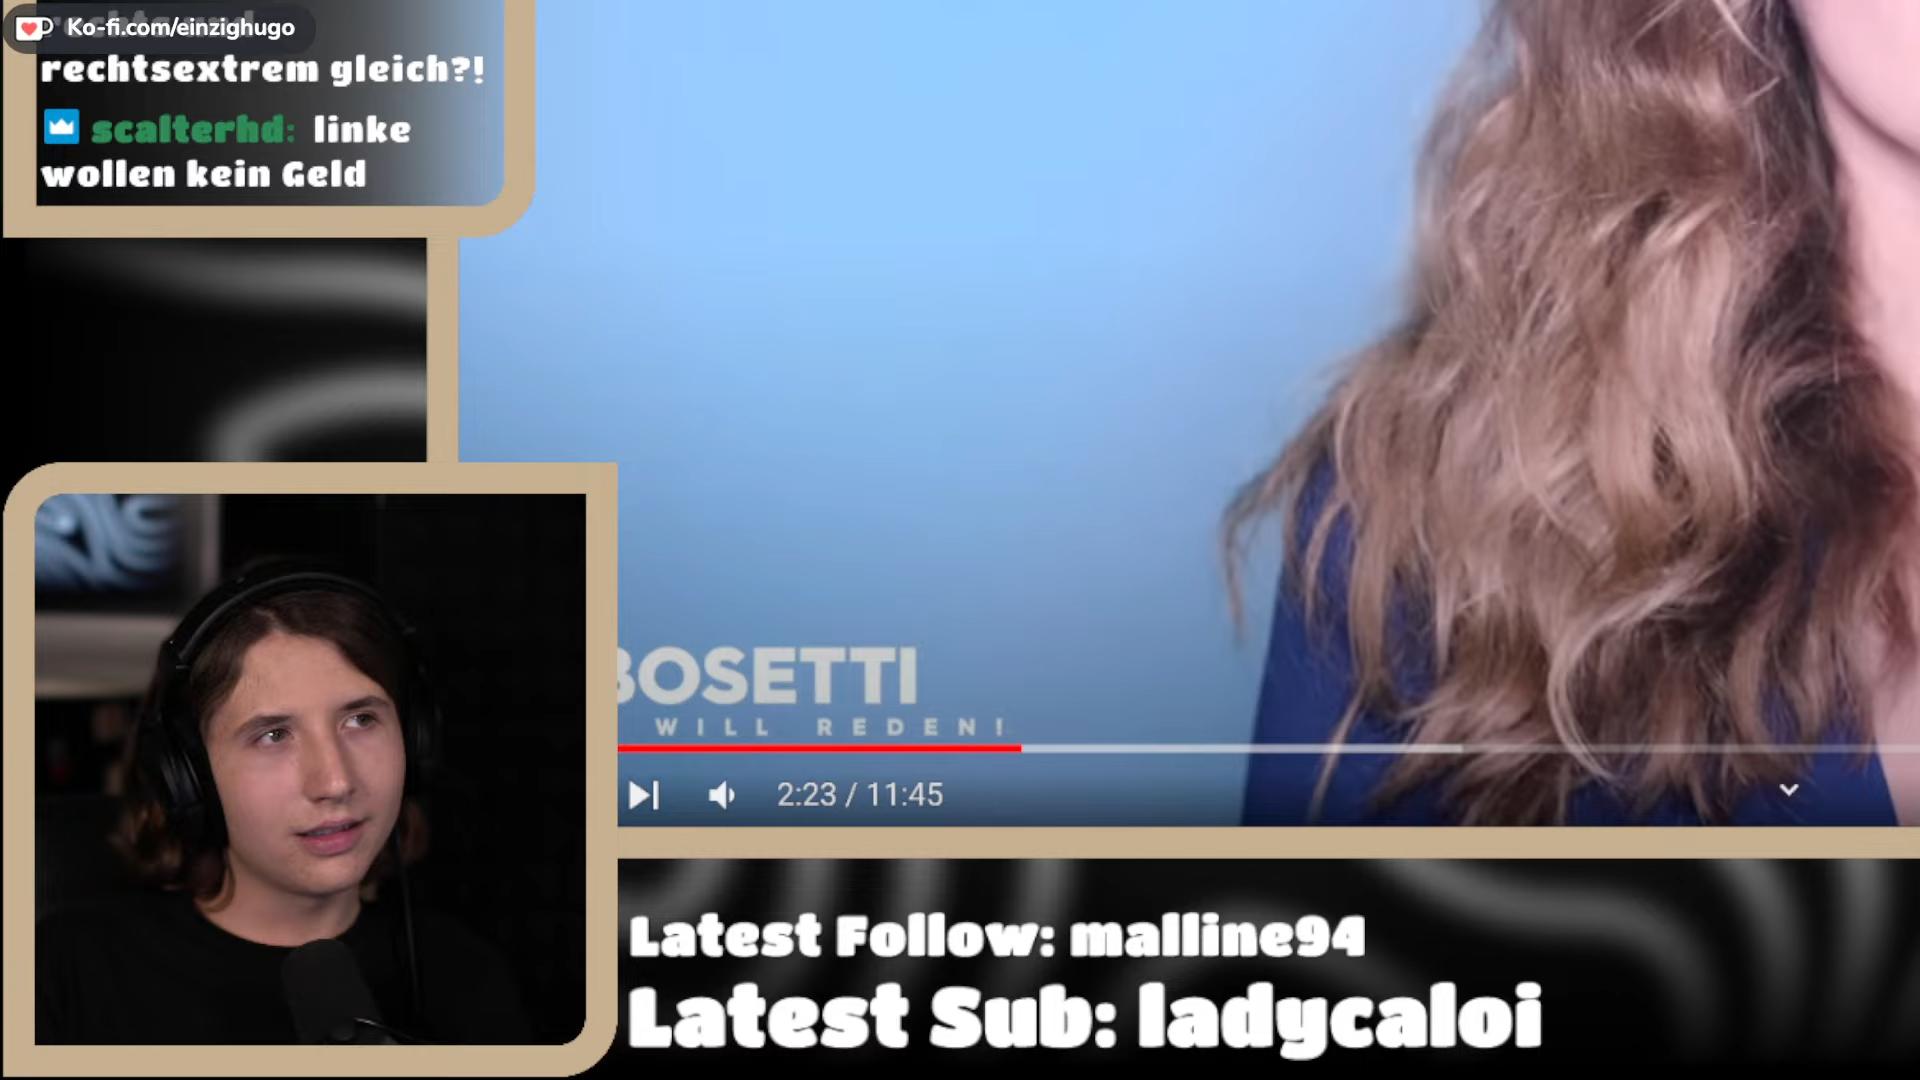 Ko-fi.com/einzighugo
rechtsextrem gleich?!
scalterhd: linke
wollen kein Geld
BOSETTI
WILL REDEN!
2:23 / 11:45
Latest Follow: malline94
Latest Sub: ladycaloi